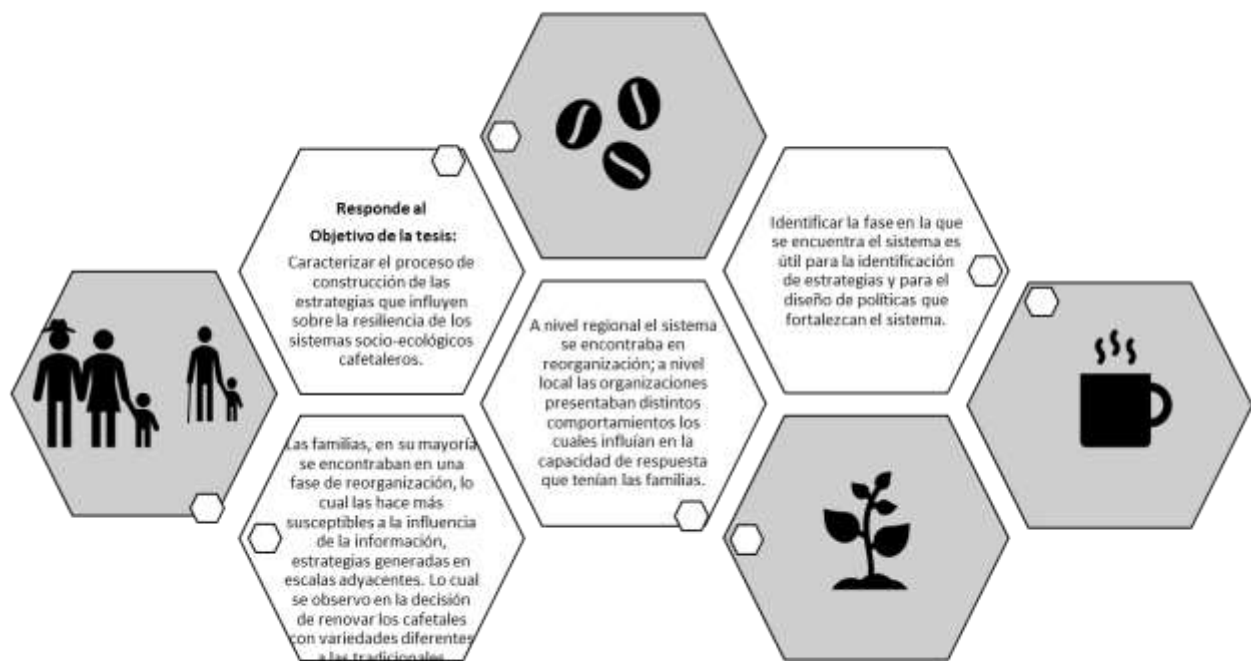 Responde al
Objetivo de la tesis:
Caracterizar el proceso de
construcción de las
estrategias que influyen
sobre la resiliencia de los
sistemas socio-ecológicos
cafetaleros.
Las familias, en su mayoría
se encontraban en una
fase de reorganización, lo
cual las hace más
susceptibles a la influencia
de la información,
estrategias generadas en
escalas adyacentes. Lo cual
se observo en la decisión
de renovar los cafetales
con variedades diferentes
a las tradicionales
A nivel regional el sistema
se encontraba en
reorganización; a nivel
local las organizaciones
presentaban distintos
comportamientos los
cuales influían en la
capacidad de respuesta
que tenían las familias.
Identificar la fase en la que
se encuentra el sistema es
útil para la identificación
de estrategias y para el
diseño de políticas que
fortalezcan el sistema.